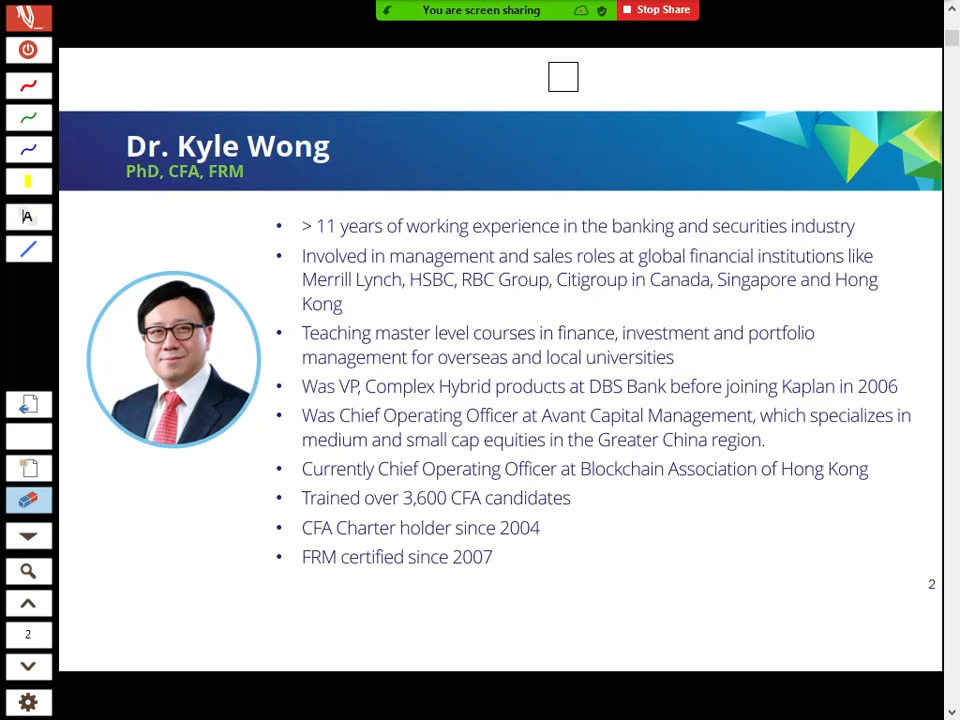 You are screen sharing
Stop Share
Dr. Kyle Wong
PhD, CFA, FRM
• > 11 years of working experience in the banking and securities industry
• Involved in management and sales roles at global financial institutions like
Merrill Lynch, HSBC, RBC Group, Citigroup in Canada, Singapore and Hong
Kong
• Teaching master level courses in finance, investment and portfolio
management for overseas and local universities
• Was VP, Complex Hybrid products at DBS Bank before joining Kaplan in 2006
• Was Chief Operating Officer at Avant Capital Management, which specializes in
medium and small cap equities in the Greater China region.
• Currently Chief Operating Officer at Blockchain Association of Hong Kong
• Trained over 3,600 CFA candidates
• CFA Charter holder since 2004
• FRM certified since 2007
2
A
2